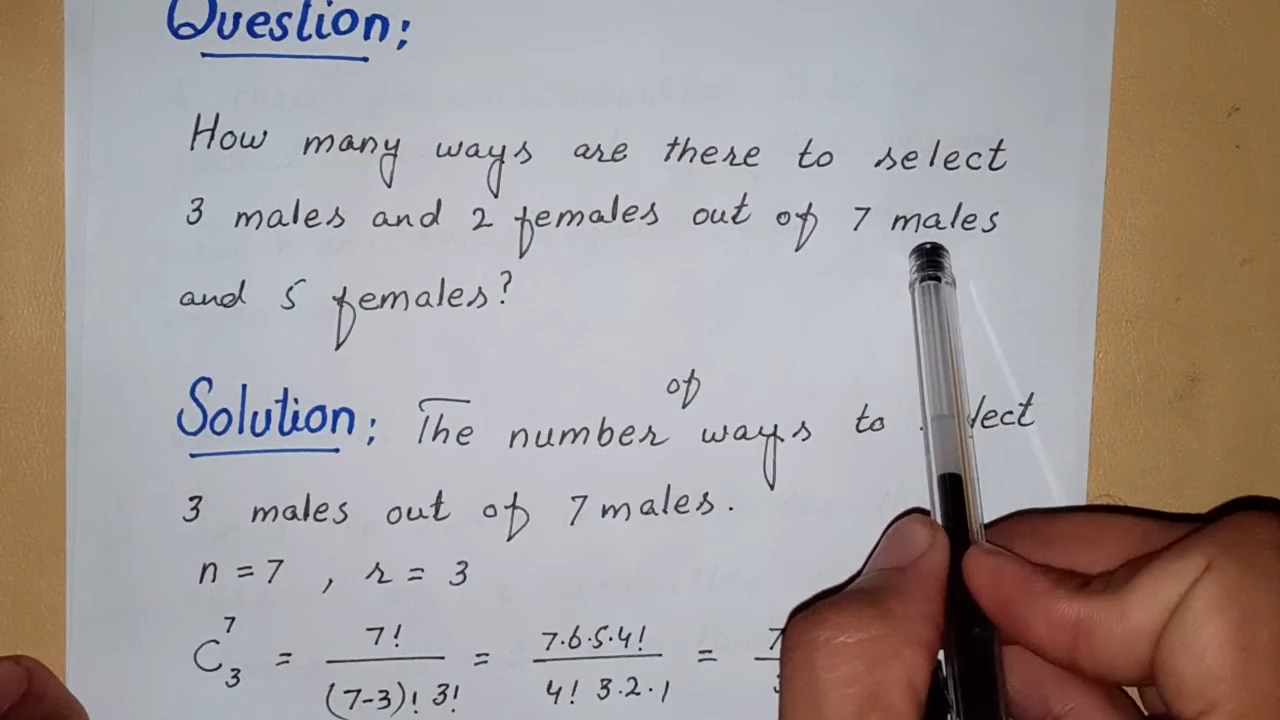 Question:
How many ways are there to select
3 males and 2 females out of 7 males
and 5 females?
Solution: The number of ways to
3 males out of 7 males.
n = 7 , r = 3
C⁷₃ = 7! / (7-3)! 3! = 7·6·5·4! / 4! 3·2·1 =